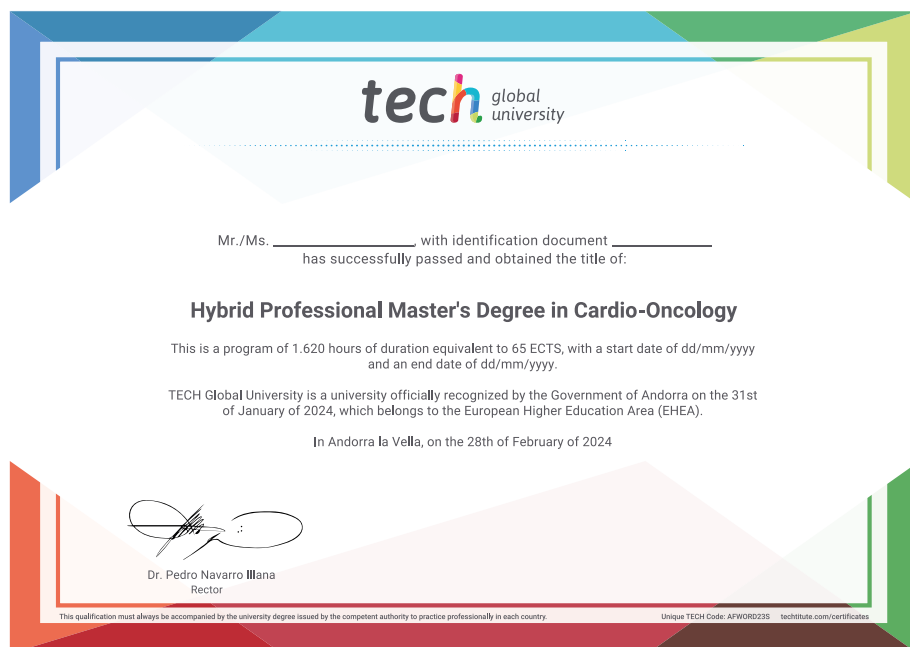 tech global university
Mr./Ms. ____________, with identification document ____________
has successfully passed and obtained the title of:
Hybrid Professional Master's Degree in Cardio-Oncology
This is a program of 1.620 hours of duration equivalent to 65 ECTS, with a start date of dd/mm/yyyy
and an end date of dd/mm/yyyy.
TECH Global University is a university officially recognized by the Government of Andorra on the 31st
of January of 2024, which belongs to the European Higher Education Area (EHEA).
In Andorra la Vella, on the 28th of February of 2024
Dr. Pedro Navarro Illana
Rector
This qualification must always be accompanied by the university degree issued by the competent authority to practice professionally in each country.
Unique TECH Code: AFWORD23S techtitute.com/certificates